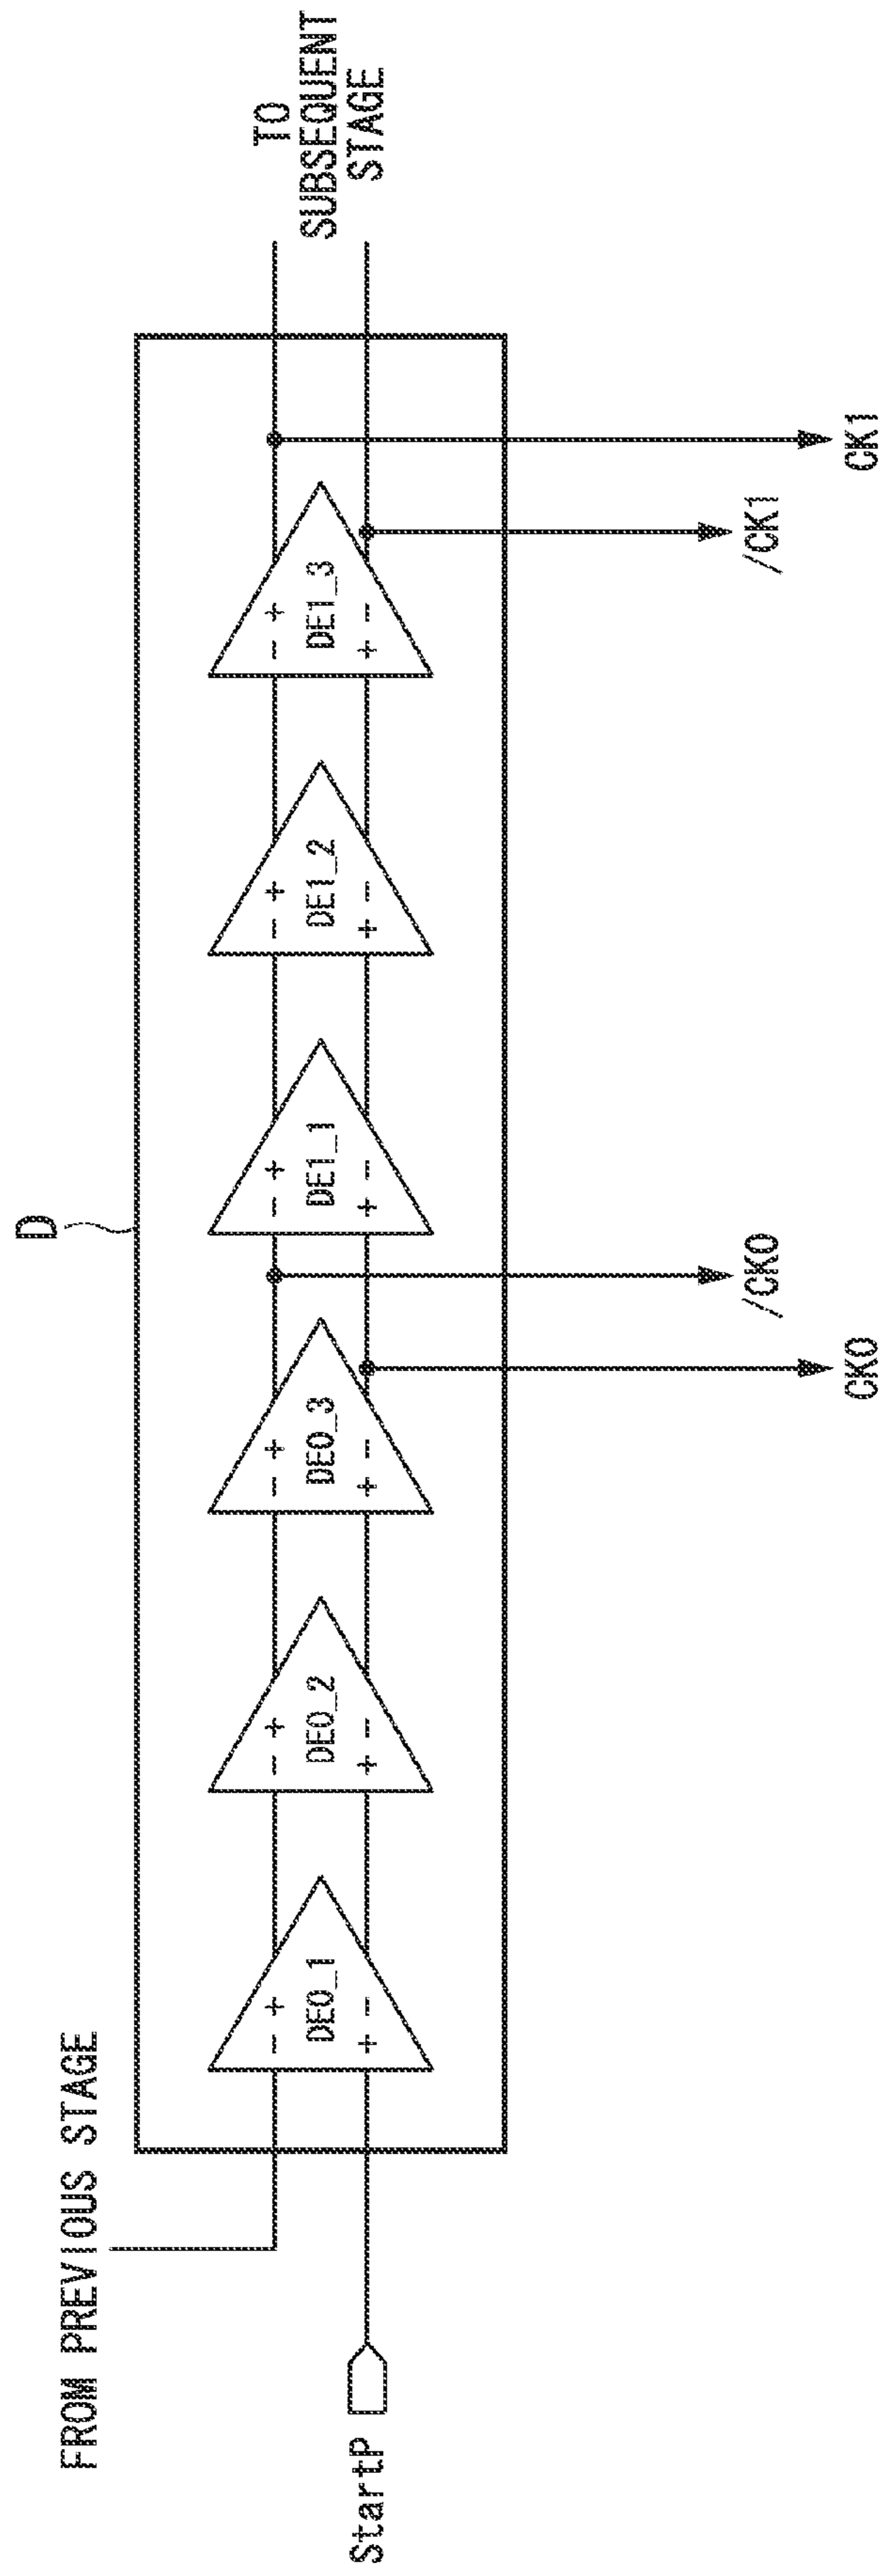 D
FROM PREVIOUS STAGE
StartP
- +
DE0_1
+ -
- +
DE0_2
+ -
- +
DE0_3
+ -
- +
DE1_1
+ -
- +
DE1_2
+ -
- +
DE1_3
+ -
TO
SUBSEQUENT
STAGE
/CK0
CK0
/CK1
CK1